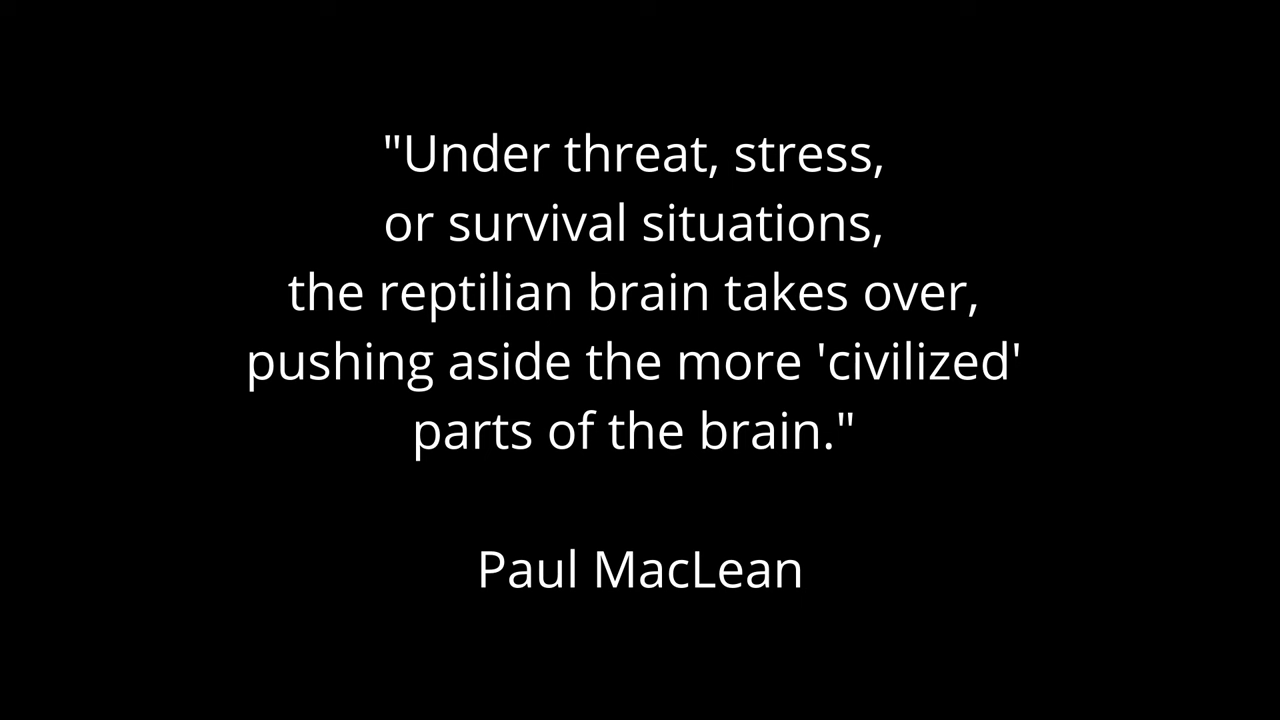 "Under threat, stress,
or survival situations,
the reptilian brain takes over,
pushing aside the more 'civilized'
parts of the brain."
Paul MacLean